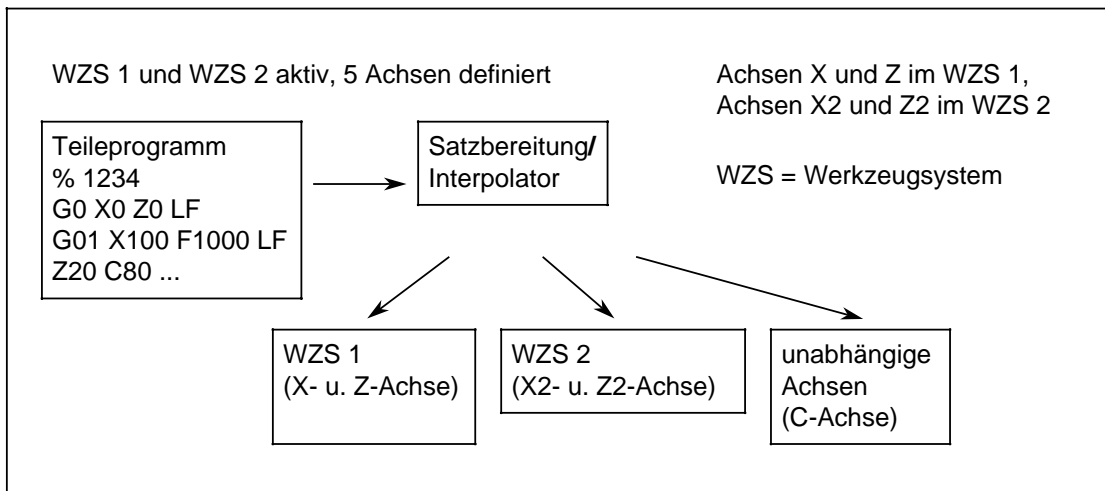 WZS 1 und WZS 2 aktiv, 5 Achsen definiert
Achsen X und Z im WZS 1,
Achsen X2 und Z2 im WZS 2
WZS = Werkzeugsystem
Teileprogramm
% 1234
G0 X0 Z0 LF
G01 X100 F1000 LF
Z20 C80 ...
Satzbereitung/
Interpolator
WZS 1
(X- u. Z-Achse)
WZS 2
(X2- u. Z2-Achse)
unabhängige
Achsen
(C-Achse)